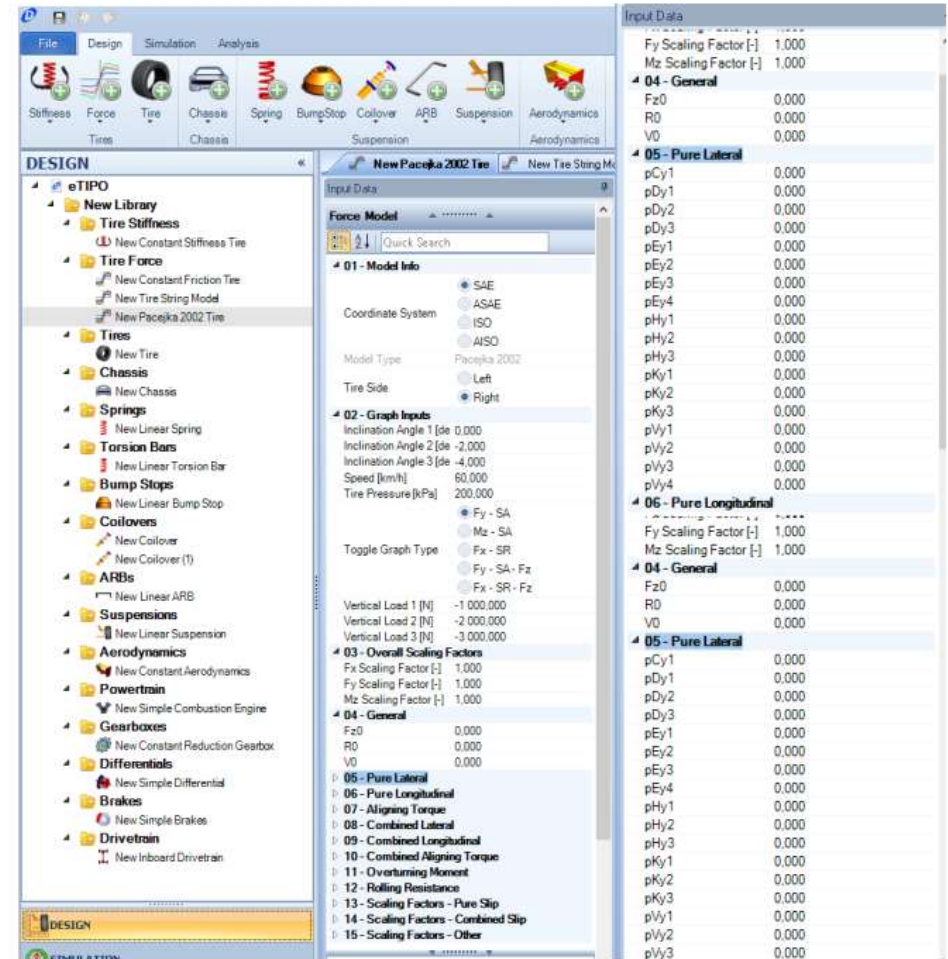 File Design Simulation Analysis
Stiffness Force Tire Chassis Spring BumpStop Coilover ARB Suspension Aerodynamics
Tires Chassis Suspension Aerodynamics
DESIGN «
eTIPO
New Library
Tire Stiffness
New Constant Stiffness Tire
Tire Force
New Constant Friction Tire
New Tire String Model
New Pacejka 2002 Tire
Tires
New Tire
Chassis
New Chassis
Springs
New Linear Spring
Torsion Bars
New Linear Torsion Bar
Bump Stops
New Linear Bump Stop
Coilovers
New Coilover
New Coilover (1)
ARBs
New Linear ARB
Suspensions
New Linear Suspension
Aerodynamics
New Constant Aerodynamics
Powertrain
New Simple Combustion Engine
Gearboxes
New Constant Reduction Gearbox
Differentials
New Simple Differential
Brakes
New Simple Brakes
Drivetrain
New Inboard Drivetrain
DESIGN
SIMULATION
New Pacejka 2002 Tire New Tire String Mo
Input Data
Force Model
Quick Search
01 - Model Info
Coordinate System
SAE
ASAE
ISO
AISO
Model Type Pacejka 2002
Tire Side
Left
Right
02 - Graph Inputs
Inclination Angle 1 [de 0,000
Inclination Angle 2 [de -2,000
Inclination Angle 3 [de -4,000
Speed [km/h] 60,000
Tire Pressure [kPa] 200,000
Toggle Graph Type
Fy - SA
Mz - SA
Fx - SR
Fy - SA - Fz
Fx - SR - Fz
Vertical Load 1 [N] -1 000,000
Vertical Load 2 [N] -2 000,000
Vertical Load 3 [N] -3 000,000
03 - Overall Scaling Factors
Fx Scaling Factor [-] 1,000
Fy Scaling Factor [-] 1,000
Mz Scaling Factor [-] 1,000
04 - General
Fz0 0,000
R0 0,000
V0 0,000
05 - Pure Lateral
06 - Pure Longitudinal
07 - Aligning Torque
08 - Combined Lateral
09 - Combined Longitudinal
10 - Combined Aligning Torque
11 - Overturning Moment
12 - Rolling Resistance
13 - Scaling Factors - Pure Slip
14 - Scaling Factors - Combined Slip
15 - Scaling Factors - Other
Input Data
Fy Scaling Factor [-] 1,000
Mz Scaling Factor [-] 1,000
04 - General
Fz0 0,000
R0 0,000
V0 0,000
05 - Pure Lateral
pCy1 0,000
pDy1 0,000
pDy2 0,000
pDy3 0,000
pEy1 0,000
pEy2 0,000
pEy3 0,000
pEy4 0,000
pHy1 0,000
pHy2 0,000
pHy3 0,000
pKy1 0,000
pKy2 0,000
pKy3 0,000
pVy1 0,000
pVy2 0,000
pVy3 0,000
pVy4 0,000
06 - Pure Longitudinal
Fy Scaling Factor [-] 1,000
Mz Scaling Factor [-] 1,000
04 - General
Fz0 0,000
R0 0,000
V0 0,000
05 - Pure Lateral
pCy1 0,000
pDy1 0,000
pDy2 0,000
pDy3 0,000
pEy1 0,000
pEy2 0,000
pEy3 0,000
pEy4 0,000
pHy1 0,000
pHy2 0,000
pHy3 0,000
pKy1 0,000
pKy2 0,000
pKy3 0,000
pVy1 0,000
pVy2 0,000
pVy3 0,000